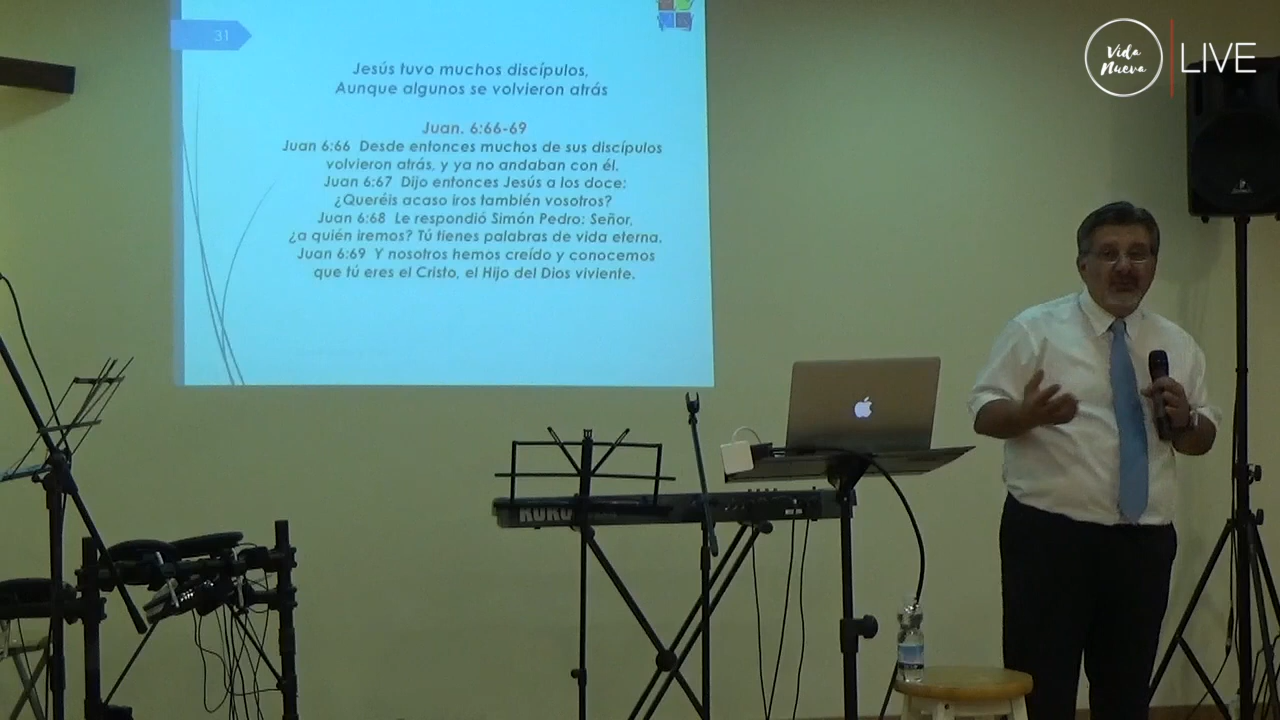 31
Jesús tuvo muchos discípulos,
Aunque algunos se volvieron atrás
Juan. 6:66-69
Juan 6:66 Desde entonces muchos de sus discípulos
volvieron atrás, y ya no andaban con él.
Juan 6:67 Dijo entonces Jesús a los doce:
¿Queréis acaso iros también vosotros?
Juan 6:68 Le respondió Simón Pedro: Señor,
¿a quién iremos? Tú tienes palabras de vida eterna.
Juan 6:69 Y nosotros hemos creído y conocemos
que tú eres el Cristo, el Hijo del Dios viviente.
Vida
Nueva
LIVE
KORG